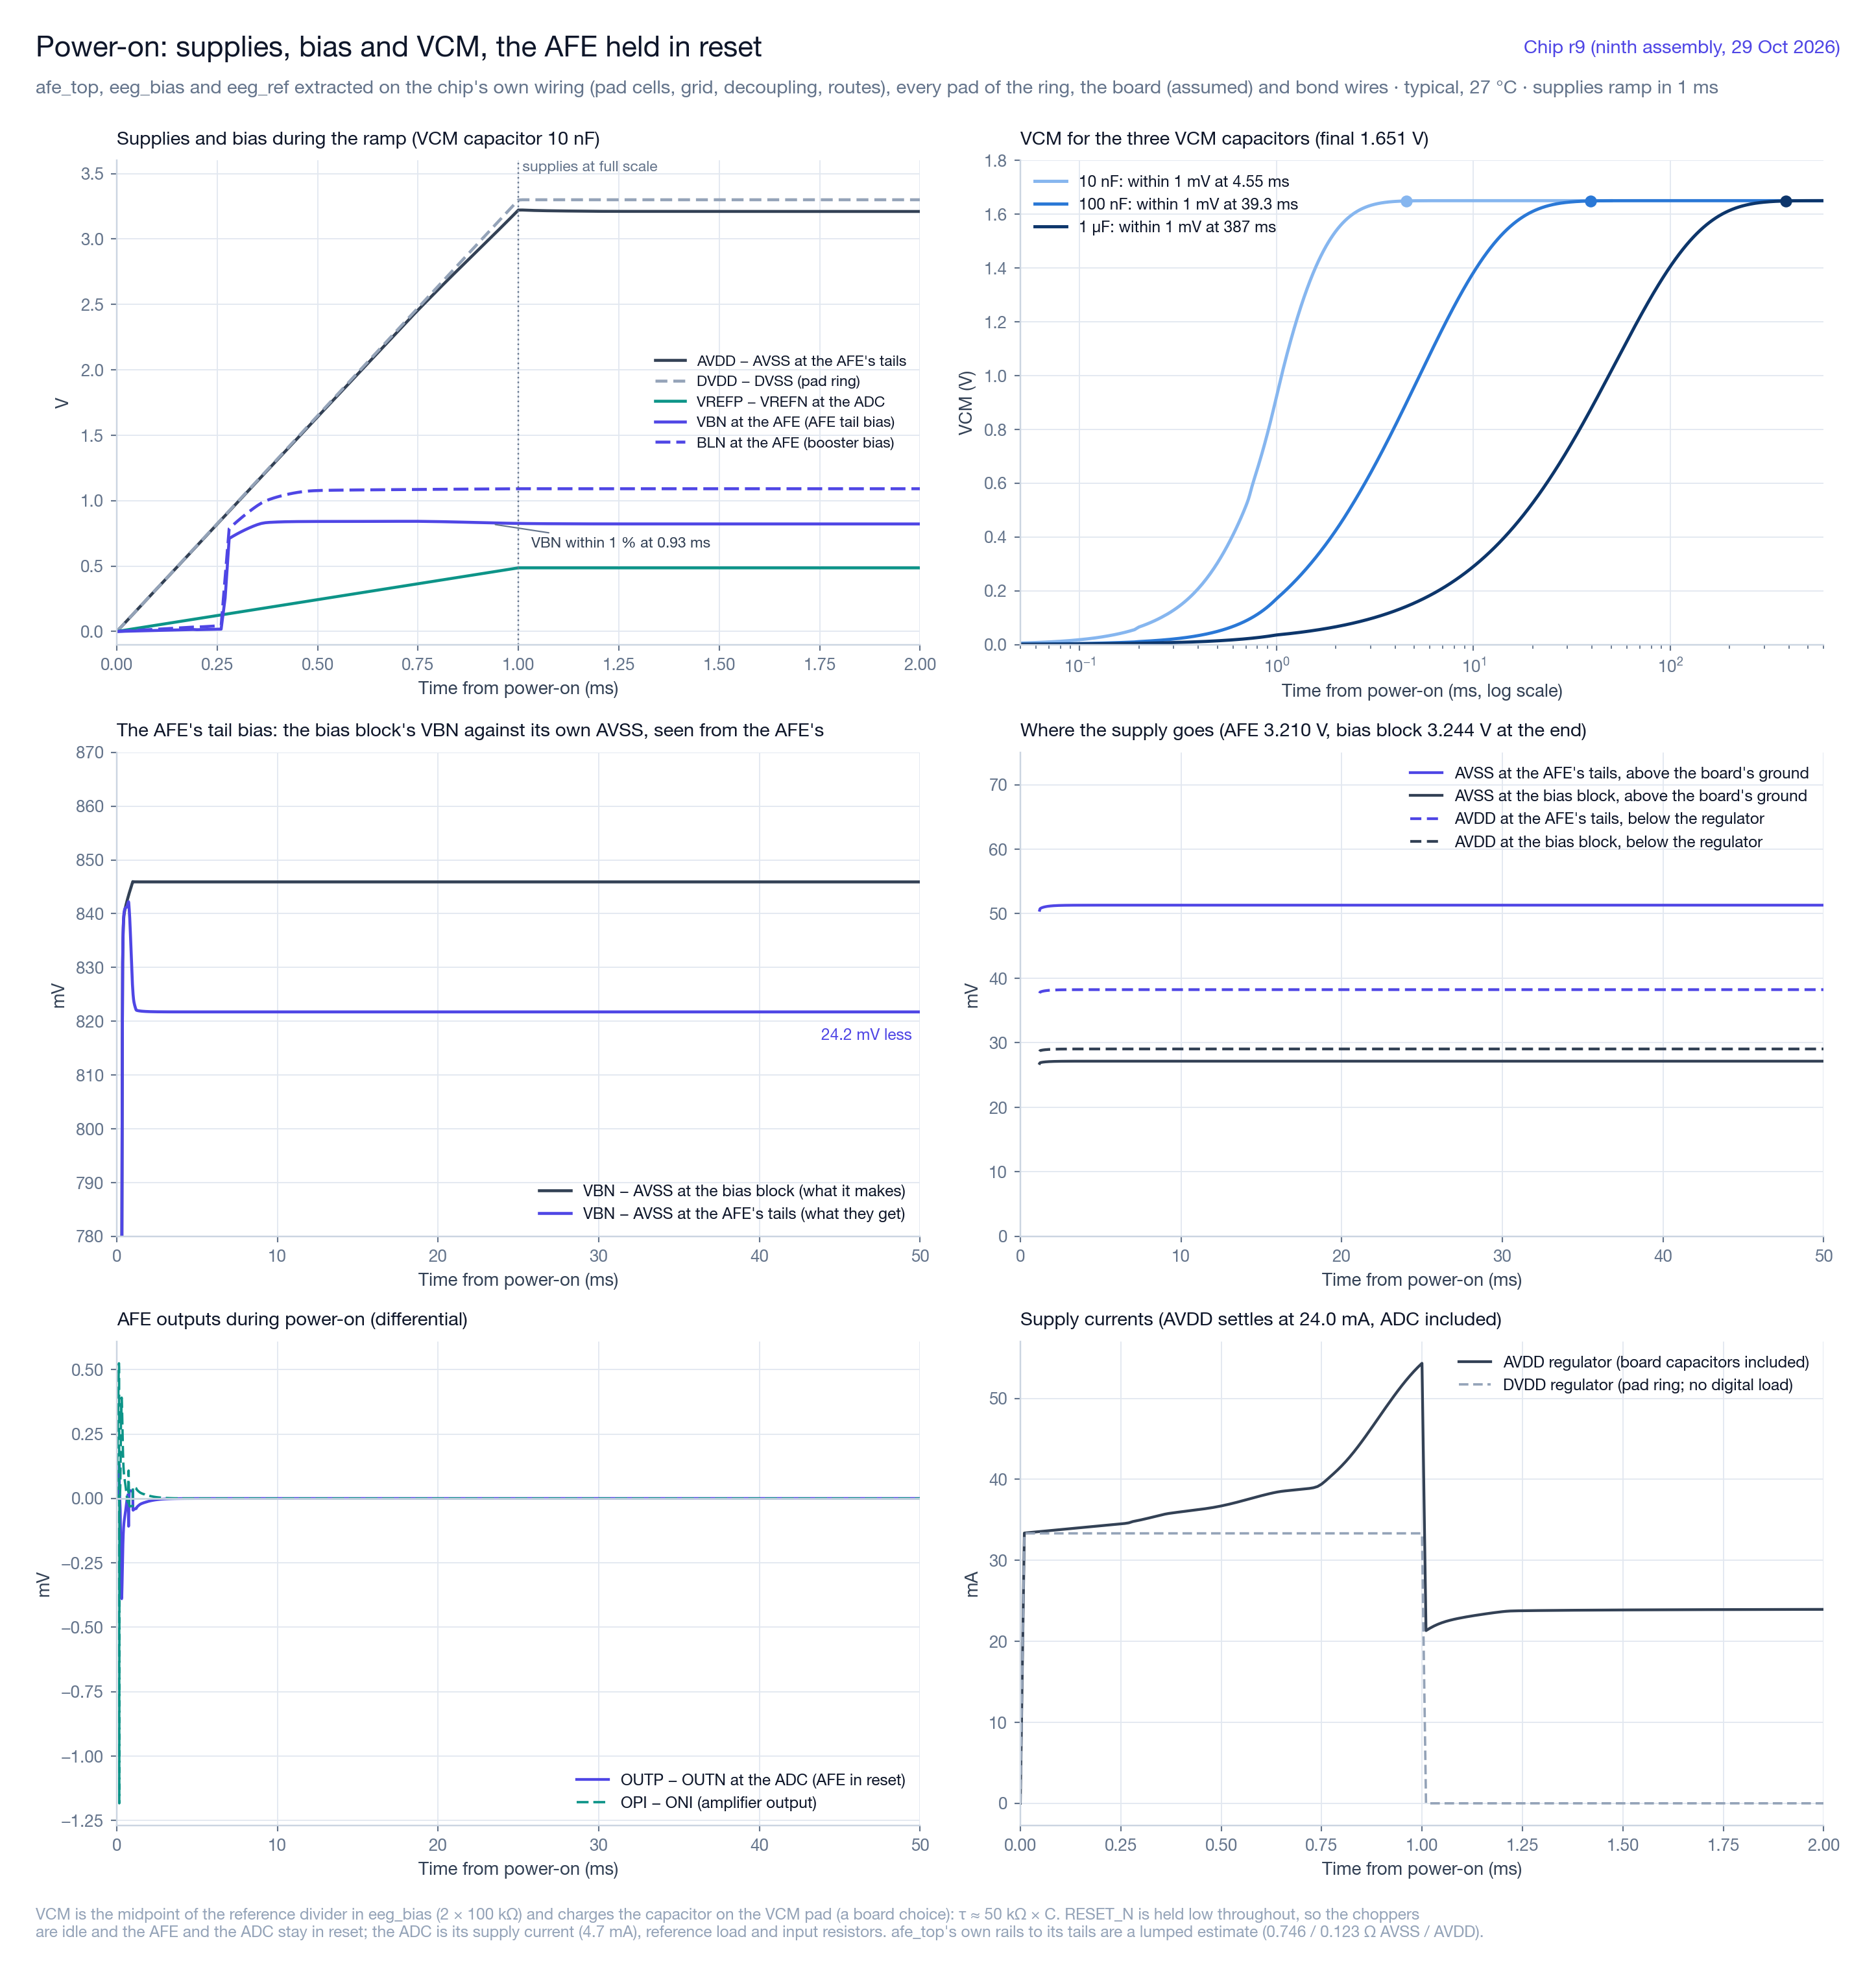 Power-on: supplies, bias and VCM, the AFE held in reset
Chip r9 (ninth assembly, 29 Oct 2026)
afe_top, eeg_bias and eeg_ref extracted on the chip's own wiring (pad cells, grid, decoupling, routes), every pad of the ring, the board (assumed) and bond wires · typical, 27 °C · supplies ramp in 1 ms
Supplies and bias during the ramp (VCM capacitor 10 nF)
supplies at full scale
3.5
3.0
2.5
2.0
1.5
1.0
0.5
0.0
V
AVDD – AVSS at the AFE's tails
DVDD – DVSS (pad ring)
VREFP – VREFN at the ADC
VBN at the AFE (AFE tail bias)
BLN at the AFE (booster bias)
VBN within 1 % at 0.93 ms
0.00 0.25 0.50 0.75 1.00 1.25 1.50 1.75 2.00
Time from power-on (ms)
VCM for the three VCM capacitors (final 1.651 V)
1.8
1.6
1.4
1.2
1.0
0.8
0.6
0.4
0.2
0.0
VCM (V)
10 nF: within 1 mV at 4.55 ms
100 nF: within 1 mV at 39.3 ms
1 µF: within 1 mV at 387 ms
10⁻¹ 10⁰ 10¹ 10²
Time from power-on (ms, log scale)
The AFE's tail bias: the bias block's VBN against its own AVSS, seen from the AFE's
870
860
850
840
830
820
810
800
790
780
mV
24.2 mV less
VBN – AVSS at the bias block (what it makes)
VBN – AVSS at the AFE's tails (what they get)
0 10 20 30 40 50
Time from power-on (ms)
Where the supply goes (AFE 3.210 V, bias block 3.244 V at the end)
70
60
50
40
30
20
10
0
mV
AVSS at the AFE's tails, above the board's ground
AVSS at the bias block, above the board's ground
AVDD at the AFE's tails, below the regulator
AVDD at the bias block, below the regulator
0 10 20 30 40 50
Time from power-on (ms)
AFE outputs during power-on (differential)
0.50
0.25
0.00
−0.25
−0.50
−0.75
−1.00
−1.25
mV
OUTP – OUTN at the ADC (AFE in reset)
OPI – ONI (amplifier output)
0 10 20 30 40 50
Time from power-on (ms)
Supply currents (AVDD settles at 24.0 mA, ADC included)
50
40
30
20
10
0
mA
AVDD regulator (board capacitors included)
DVDD regulator (pad ring; no digital load)
0.00 0.25 0.50 0.75 1.00 1.25 1.50 1.75 2.00
Time from power-on (ms)
VCM is the midpoint of the reference divider in eeg_bias (2 × 100 kΩ) and charges the capacitor on the VCM pad (a board choice): τ ≈ 50 kΩ × C. RESET_N is held low throughout, so the choppers
are idle and the AFE and the ADC stay in reset; the ADC is its supply current (4.7 mA), reference load and input resistors. afe_top's own rails to its tails are a lumped estimate (0.746 / 0.123 Ω AVSS / AVDD).